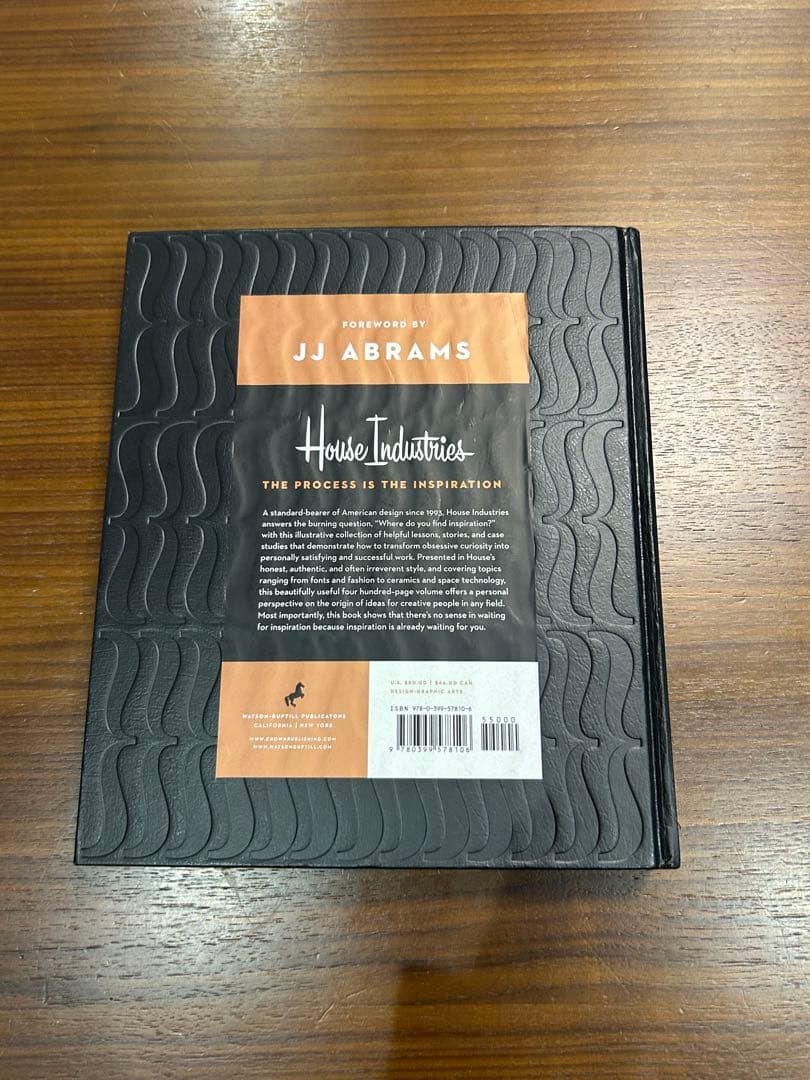 FOREWORD BY
JJ ABRAMS
House Industries
THE PROCESS IS THE INSPIRATION
A standard-bearer of American design since 1993, House Industries
answers the burning question, “Where do you find inspiration?”
with this illustrative collection of helpful lessons, stories, and case
studies that demonstrate how to transform obsessive curiosity into
personally satisfying and successful work. Presented in House's
honest, authentic, and often irreverent style, and covering topics
ranging from fonts and fashion to ceramics and space technology,
this beautifully useful four hundred-page volume offers a personal
perspective on the origin of ideas for creative people in any field.
Most importantly, this book shows that there's no sense in waiting
for inspiration because inspiration is already waiting for you.
WATSON-GUPTILL PUBLICATONS
CALIFORNIA | NEW YORK
WWW.CROWNPUBLISHING.COM
WWW.WATSONGUPTILL.COM
U.S. $50.00 | $66.00 CAN
DESIGN-GRAPHIC ARTS
ISBN 978-0-399-57810-6
55000
9 780399 578106